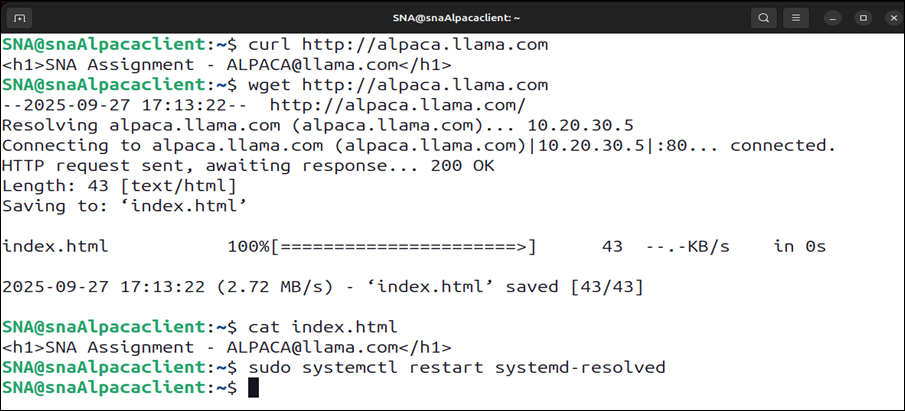 SNA@snaAlpacaclient: ~
SNA@snaAlpacaclient:~$ curl http://alpaca.llama.com
<h1>SNA Assignment - ALPACA@llama.com</h1>
SNA@snaAlpacaclient:~$ wget http://alpaca.llama.com
--2025-09-27 17:13:22--  http://alpaca.llama.com/
Resolving alpaca.llama.com (alpaca.llama.com)... 10.20.30.5
Connecting to alpaca.llama.com (alpaca.llama.com)|10.20.30.5|:80... connected.
HTTP request sent, awaiting response... 200 OK
Length: 43 [text/html]
Saving to: ‘index.html’
index.html          100%[======================>]      43  --.-KB/s    in 0s
2025-09-27 17:13:22 (2.72 MB/s) - ‘index.html’ saved [43/43]
SNA@snaAlpacaclient:~$ cat index.html
<h1>SNA Assignment - ALPACA@llama.com</h1>
SNA@snaAlpacaclient:~$ sudo systemctl restart systemd-resolved
SNA@snaAlpacaclient:~$